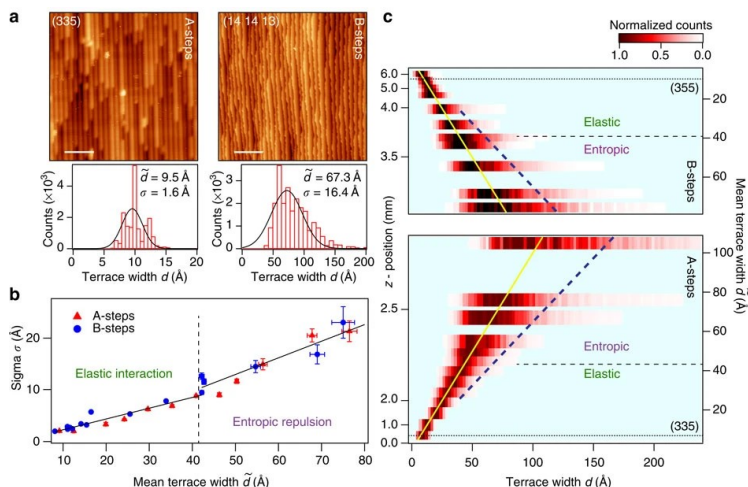 a
(335)
A-steps
(14 14 13)
B-steps
Counts (×10³)
4
2
0
d̃ = 9.5 Å
σ = 1.6 Å
0 10 20
Terrace width d (Å)
Counts (×10³)
3
2
1
0
d̃ = 67.3 Å
σ = 16.4 Å
0 50 100 150 200
Terrace width d (Å)
b
A-steps
B-steps
Sigma σ (Å)
20
10
0
Elastic interaction
Entropic repulsion
10 20 30 40 50 60 70 80
Mean terrace width d̃ (Å)
c
Normalized counts
1.0 0.5 0.0
6.0
5.0
4.0
3.5
(355)
Elastic
Entropic
B-steps
20
40
60
z - position (mm)
Mean terrace width d̃ (Å)
A-steps
2.5
2.0
1.0
0.0
Entropic
Elastic
(335)
100
80
60
40
20
0 50 100 150 200
Terrace width d (Å)